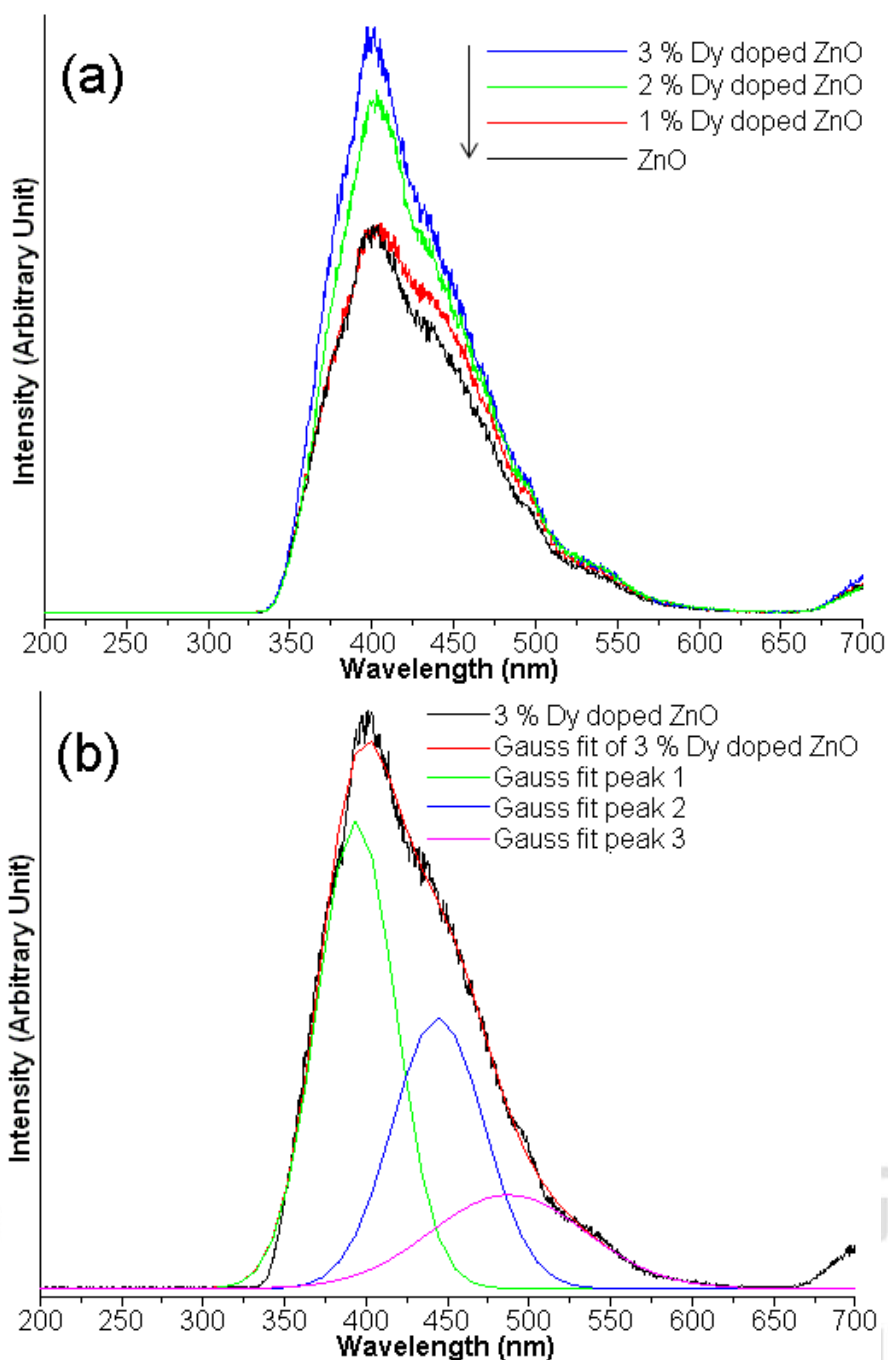 (a)
3 % Dy doped ZnO
2 % Dy doped ZnO
1 % Dy doped ZnO
ZnO
Intensity (Arbitrary Unit)
200 250 300 350 400 450 500 550 600 650 700
Wavelength (nm)
(b)
3 % Dy doped ZnO
Gauss fit of 3 % Dy doped ZnO
Gauss fit peak 1
Gauss fit peak 2
Gauss fit peak 3
Intensity (Arbitrary Unit)
200 250 300 350 400 450 500 550 600 650 700
Wavelength (nm)